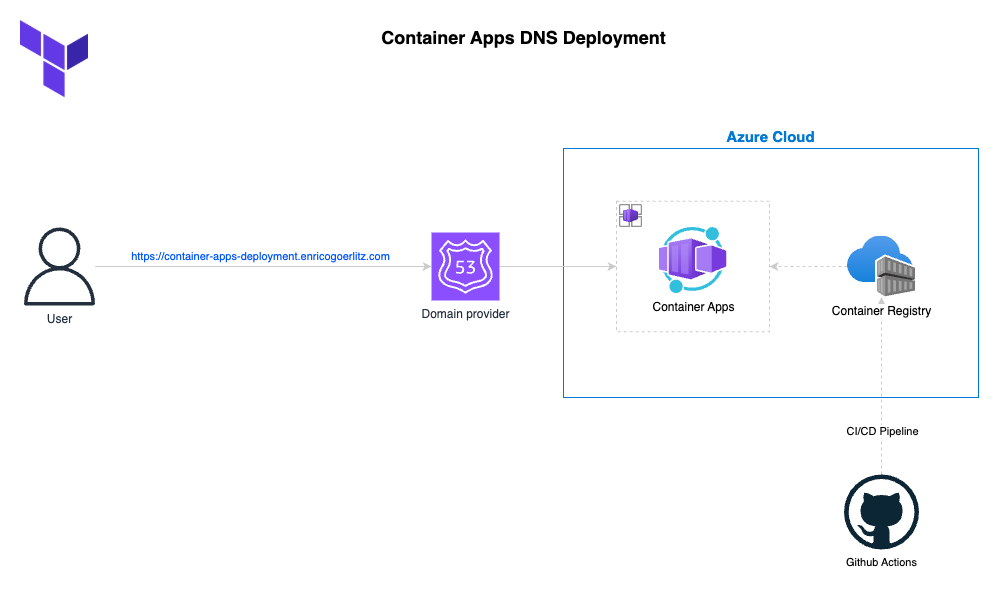 Container Apps DNS Deployment
Azure Cloud
https://container-apps-deployment.enricogoerlitz.com
53
User
Domain provider
Container Apps
Container Registry
CI/CD Pipeline
Github Actions